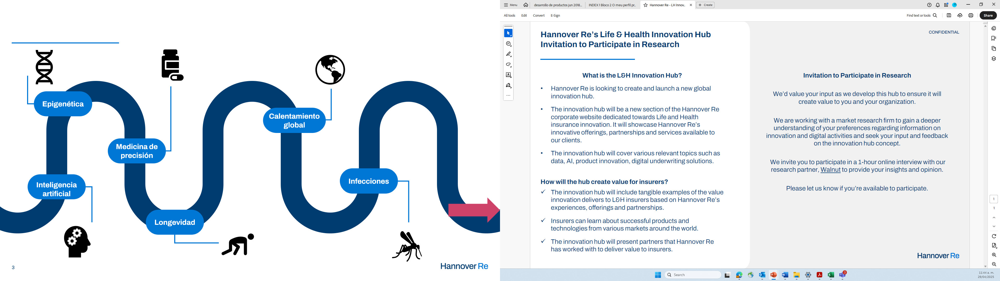 Epigenética
Medicina de
precisión
Calentamiento
global
Inteligencia
artificial
Infecciones
Longevidad
Hannover Re
3
Menu
desarrollo de productos jun 2018...
INDEX 1 Bloco 2 O meu perfil pr...
Hannover Re - LH Innov...
Create
All tools
Edit
Convert
E-Sign
Find text or tools
Share
CONFIDENTIAL
Hannover Re’s Life & Health Innovation Hub
Invitation to Participate in Research
What is the L&H Innovation Hub?
• Hannover Re is looking to create and launch a new global
innovation hub.
• The innovation hub will be a new section of the Hannover Re
corporate website dedicated towards Life and Health
insurance innovation. It will showcase Hannover Re’s
innovative offerings, partnerships and services available to
our clients.
• The innovation hub will cover various relevant topics such as
data, AI, product innovation, digital underwriting solutions.
How will the hub create value for insurers?
✓ The innovation hub will include tangible examples of the value
innovation delivers to L&H insurers based on Hannover Re’s
experiences, offerings and partnerships.
✓ Insurers can learn about successful products and
technologies from various markets around the world.
✓ The innovation hub will present partners that Hannover Re
has worked with to deliver value to insurers.
Invitation to Participate in Research
We’d value your input as we develop this hub to ensure it will
create value to you and your organization.
We are working with a market research firm to gain a deeper
understanding of your preferences regarding information on
innovation and digital activities and seek your input and feedback
on the innovation hub concept.
We invite you to participate in a 1-hour online interview with our
research partner, Walnut to provide your insights and opinion.
Please let us know if you’re available to participate.
Hannover Re
1
1
Search
3
11:44 a. m.
29/04/2025